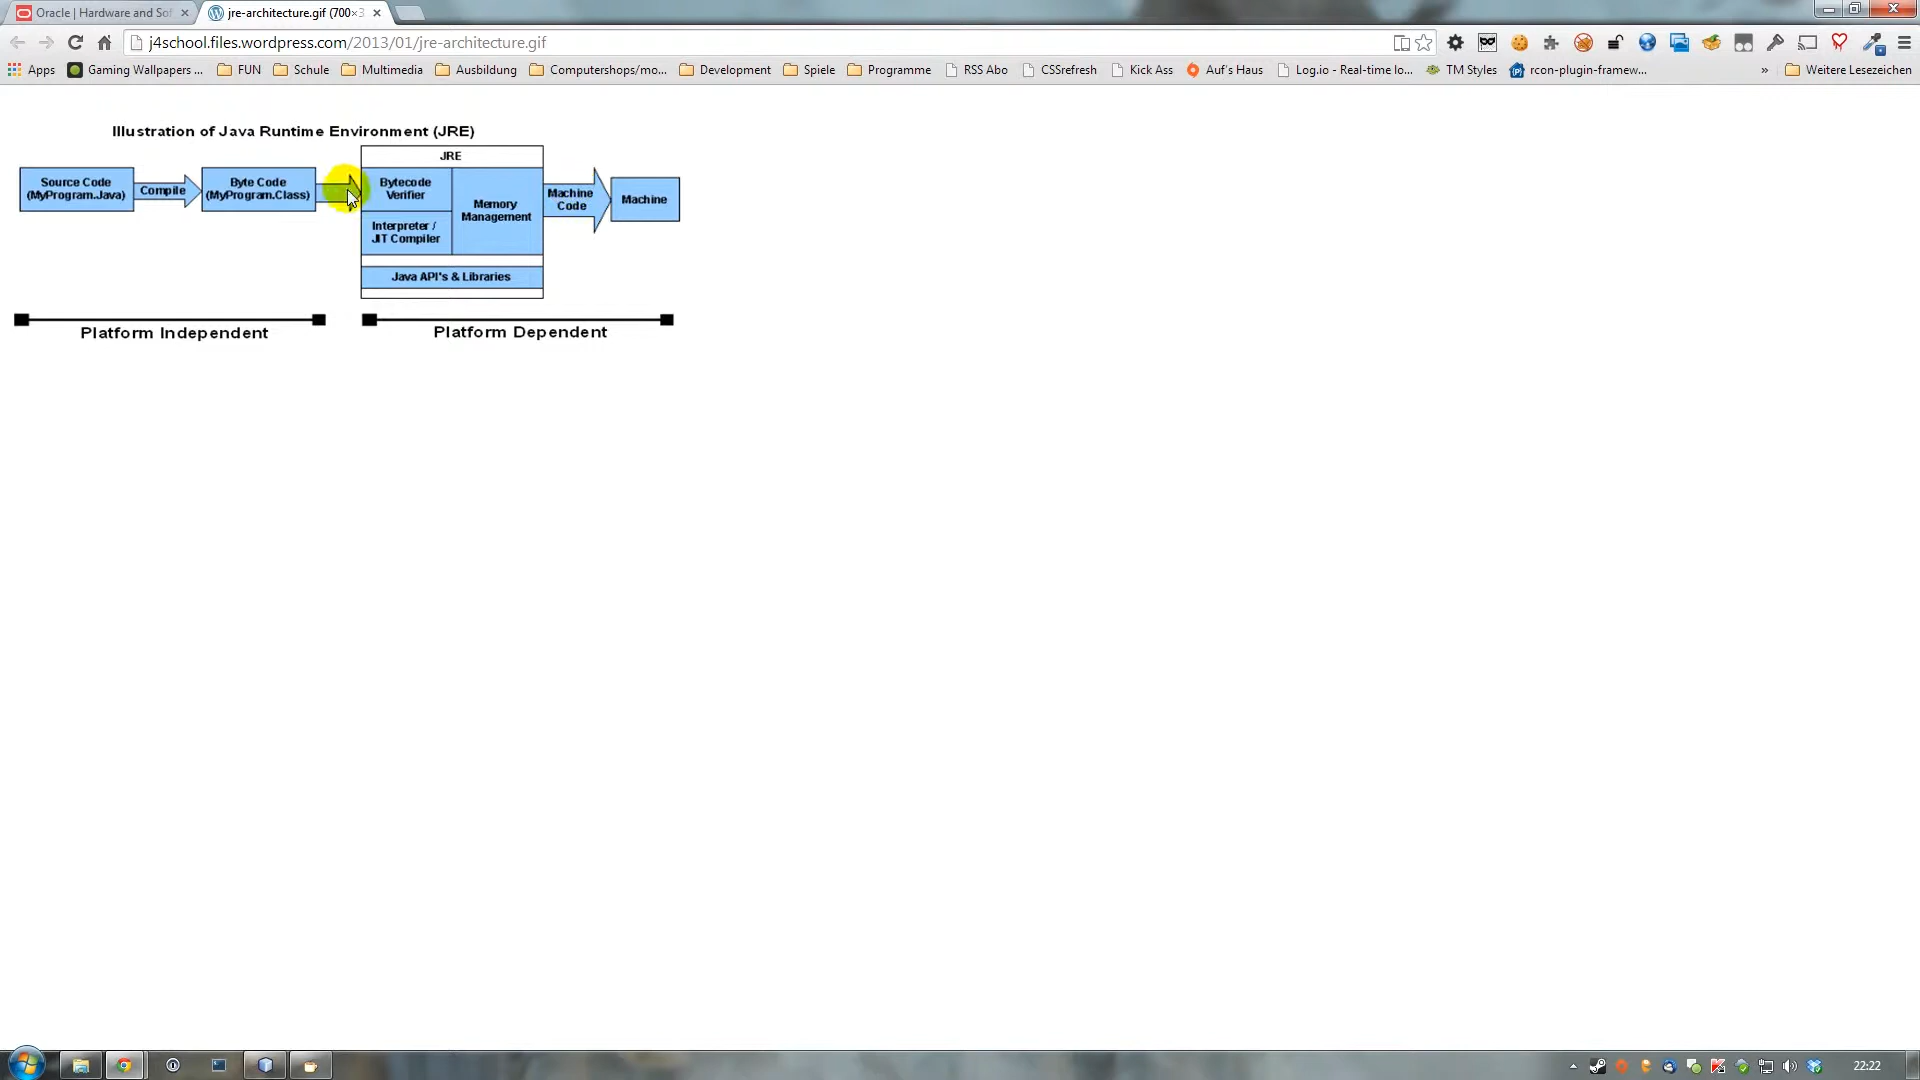 Oracle | Hardware and Sof
jre-architecture.gif (700×3
j4school.files.wordpress.com/2013/01/jre-architecture.gif
Apps
Gaming Wallpapers ...
FUN
Schule
Multimedia
Ausbildung
Computershops/mo...
Development
Spiele
Programme
RSS Abo
CSSrefresh
Kick Ass
Auf's Haus
Log.io - Real-time lo...
TM Styles
rcon-plugin-framew...
»
Weitere Lesezeichen
Illustration of Java Runtime Environment (JRE)
JRE
Source Code
(MyProgram.Java)
Compile
Byte Code
(MyProgram.Class)
Bytecode
Verifier
Interpreter /
JIT Compiler
Memory
Management
Java API's & Libraries
Machine
Code
Machine
Platform Independent
Platform Dependent
22:22